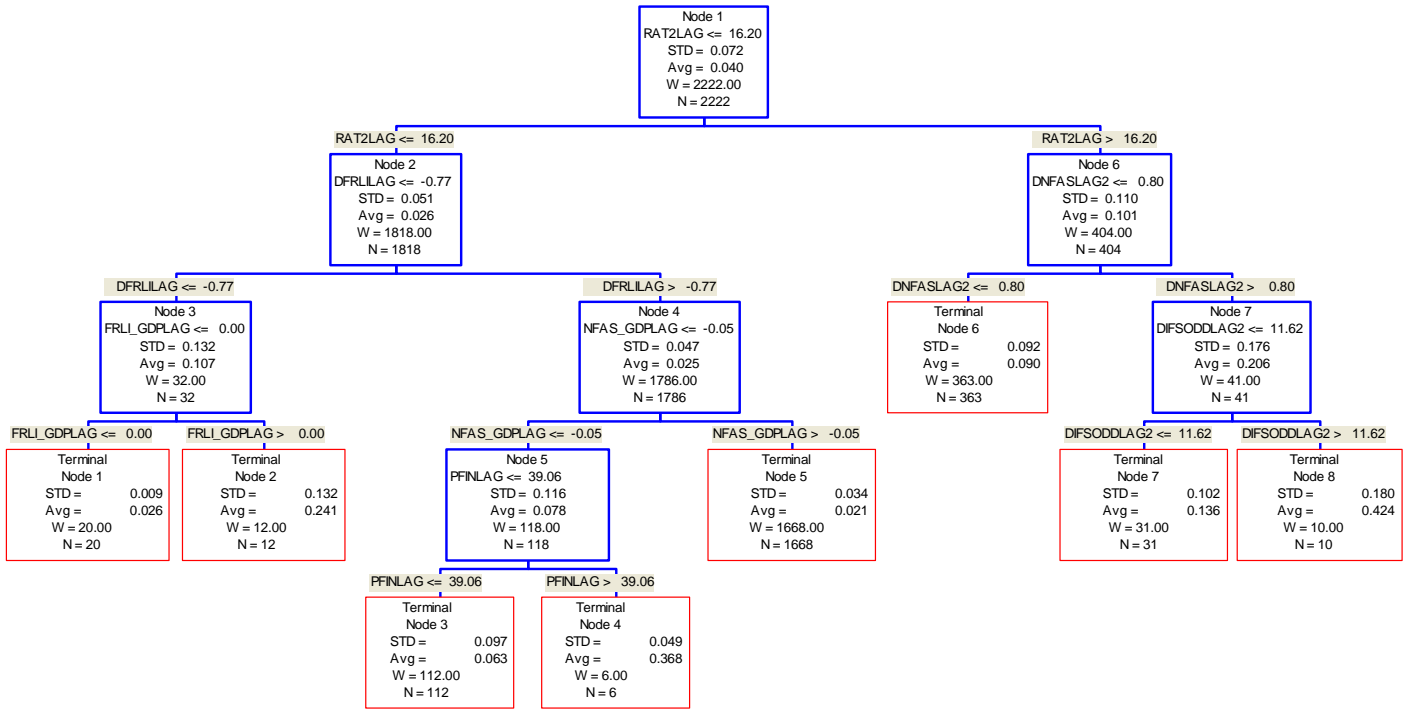 Node 1
RAT2LAG <= 16.20
STD = 0.072
Avg = 0.040
W = 2222.00
N = 2222
RAT2LAG <= 16.20
RAT2LAG > 16.20
Node 2
DFRLILAG <= -0.77
STD = 0.051
Avg = 0.026
W = 1818.00
N = 1818
Node 6
DNFASLAG2 <= 0.80
STD = 0.110
Avg = 0.101
W = 404.00
N = 404
DFRLILAG <= -0.77
DFRLILAG > -0.77
DNFASLAG2 <= 0.80
DNFASLAG2 > 0.80
Node 3
FRLI_GDPLAG <= 0.00
STD = 0.132
Avg = 0.107
W = 32.00
N = 32
Node 4
NFAS_GDPLAG <= -0.05
STD = 0.047
Avg = 0.025
W = 1786.00
N = 1786
Terminal
Node 6
STD = 0.092
Avg = 0.090
W = 363.00
N = 363
Node 7
DIFSODDLAG2 <= 11.62
STD = 0.176
Avg = 0.206
W = 41.00
N = 41
FRLI_GDPLAG <= 0.00
FRLI_GDPLAG > 0.00
NFAS_GDPLAG <= -0.05
NFAS_GDPLAG > -0.05
DIFSODDLAG2 <= 11.62
DIFSODDLAG2 > 11.62
Terminal
Node 1
STD = 0.009
Avg = 0.026
W = 20.00
N = 20
Terminal
Node 2
STD = 0.132
Avg = 0.241
W = 12.00
N = 12
Node 5
PFINLAG <= 39.06
STD = 0.116
Avg = 0.078
W = 118.00
N = 118
Terminal
Node 5
STD = 0.034
Avg = 0.021
W = 1668.00
N = 1668
Terminal
Node 7
STD = 0.102
Avg = 0.136
W = 31.00
N = 31
Terminal
Node 8
STD = 0.180
Avg = 0.424
W = 10.00
N = 10
PFINLAG <= 39.06
PFINLAG > 39.06
Terminal
Node 3
STD = 0.097
Avg = 0.063
W = 112.00
N = 112
Terminal
Node 4
STD = 0.049
Avg = 0.368
W = 6.00
N = 6